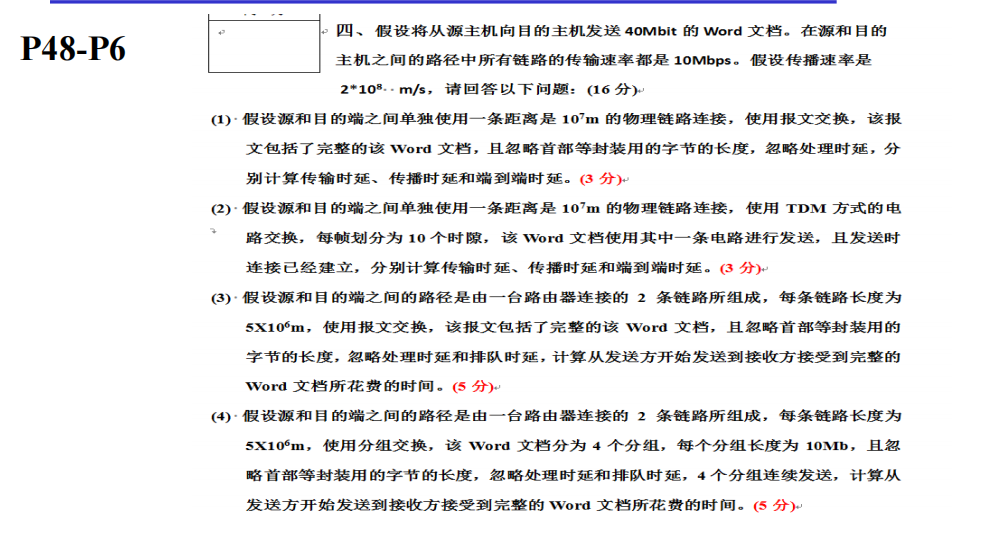 P48-P6
四、假设将从源主机向目的主机发送 40Mbit 的 Word 文档。在源和目的
主机之间的路径中所有链路的传输速率都是 10Mbps。假设传播速率是
2*10⁸ m/s，请回答以下问题：(16 分)
(1) 假设源和目的端之间单独使用一条距离是 10⁷m 的物理链路连接，使用报文交换，该报
文包括了完整的该 Word 文档，且忽略首部等封装用的字节的长度，忽略处理时延，分
别计算传输时延、传播时延和端到端时延。(3 分)
(2) 假设源和目的端之间单独使用一条距离是 10⁷m 的物理链路连接，使用 TDM 方式的电
路交换，每帧划分为 10 个时隙，该 Word 文档使用其中一条电路进行发送，且发送时
连接已经建立，分别计算传输时延、传播时延和端到端时延。(3 分)
(3) 假设源和目的端之间的路径是由一台路由器连接的 2 条链路所组成，每条链路长度为
5X10⁶m，使用报文交换，该报文包括了完整的该 Word 文档，且忽略首部等封装用的
字节的长度，忽略处理时延和排队时延，计算从发送方开始发送到接收方接受到完整的
Word 文档所花费的时间。(5 分)
(4) 假设源和目的端之间的路径是由一台路由器连接的 2 条链路所组成，每条链路长度为
5X10⁶m，使用分组交换，该 Word 文档分为 4 个分组，每个分组长度为 10Mb，且忽
略首部等封装用的字节的长度，忽略处理时延和排队时延，4 个分组连续发送，计算从
发送方开始发送到接收方接受到完整的 Word 文档所花费的时间。(5 分)